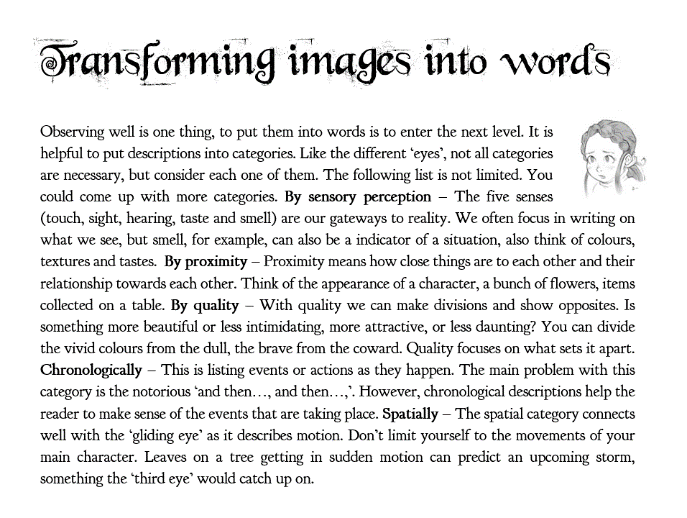 Transforming images into words
Observing well is one thing, to put them into words is to enter the next level. It is
helpful to put descriptions into categories. Like the different ‘eyes’, not all categories
are necessary, but consider each one of them. The following list is not limited. You
could come up with more categories. By sensory perception – The five senses
(touch, sight, hearing, taste and smell) are our gateways to reality. We often focus in writing on
what we see, but smell, for example, can also be a indicator of a situation, also think of colours,
textures and tastes. By proximity – Proximity means how close things are to each other and their
relationship towards each other. Think of the appearance of a character, a bunch of flowers, items
collected on a table. By quality – With quality we can make divisions and show opposites. Is
something more beautiful or less intimidating, more attractive, or less daunting? You can divide
the vivid colours from the dull, the brave from the coward. Quality focuses on what sets it apart.
Chronologically – This is listing events or actions as they happen. The main problem with this
category is the notorious ‘and then…, and then…,’. However, chronological descriptions help the
reader to make sense of the events that are taking place. Spatially – The spatial category connects
well with the ‘gliding eye’ as it describes motion. Don’t limit yourself to the movements of your
main character. Leaves on a tree getting in sudden motion can predict an upcoming storm,
something the ‘third eye’ would catch up on.